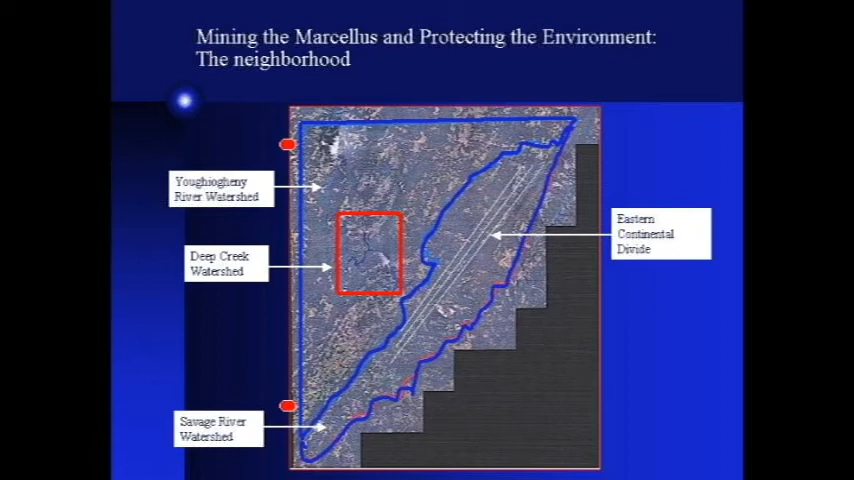 Mining the Marcellus and Protecting the Environment:
The neighborhood
Youghiogheny
River Watershed
Eastern
Continental
Divide
Deep Creek
Watershed
Savage River
Watershed